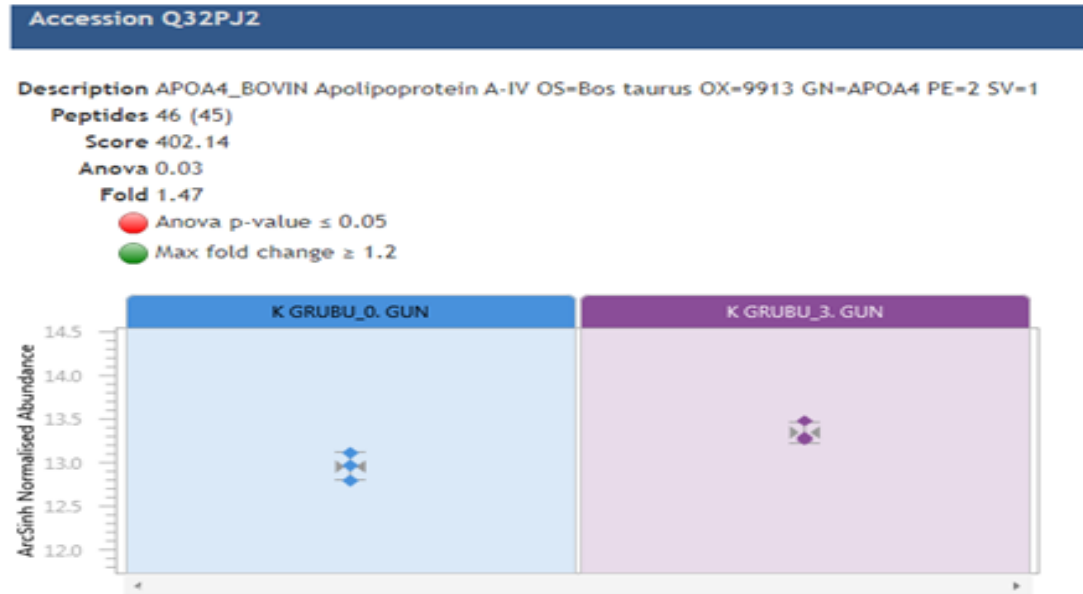 Accession Q32PJ2
Description APOA4_BOVIN Apolipoprotein A-IV OS=Bos taurus OX=9913 GN=APOA4 PE=2 SV=1
Peptides 46 (45)
Score 402.14
Anova 0.03
Fold 1.47
Anova p-value ≤ 0.05
Max fold change ≥ 1.2
K GRUBU_0. GUN
K GRUBU_3. GUN
ArcSinh Normalised Abundance
14.5
14.0
13.5
13.0
12.5
12.0